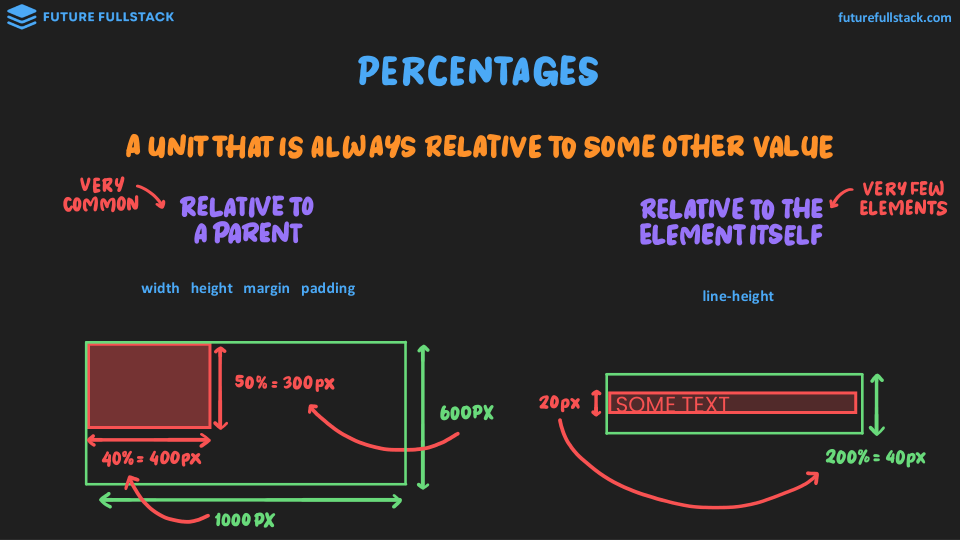 FUTURE FULLSTACK
futurefullstack.com
PERCENTAGES
A UNIT THAT IS ALWAYS RELATIVE TO SOME OTHER VALUE
VERY
COMMON
RELATIVE TO
A PARENT
RELATIVE TO THE
ELEMENT ITSELF
VERY FEW
ELEMENTS
width height margin padding
line-height
50% = 300PX
600PX
40% = 400PX
1000PX
20px
SOME TEXT
200% = 40px